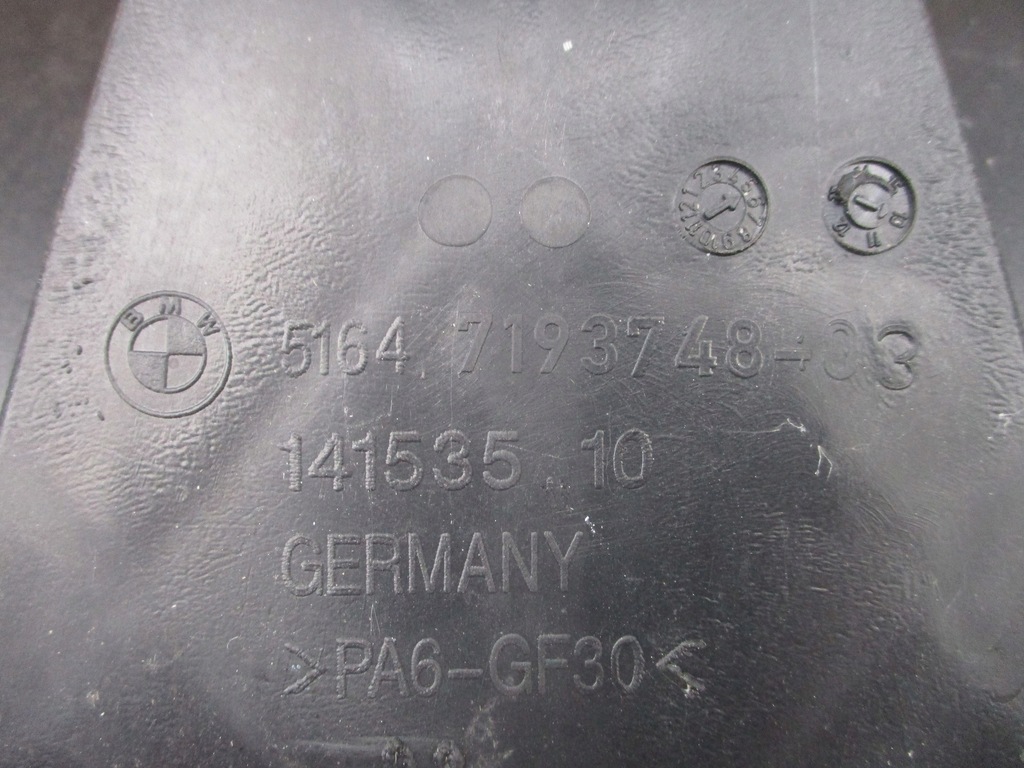 BMW
5164 7193748-03
141535 10
GERMANY
>PA6-GF30<